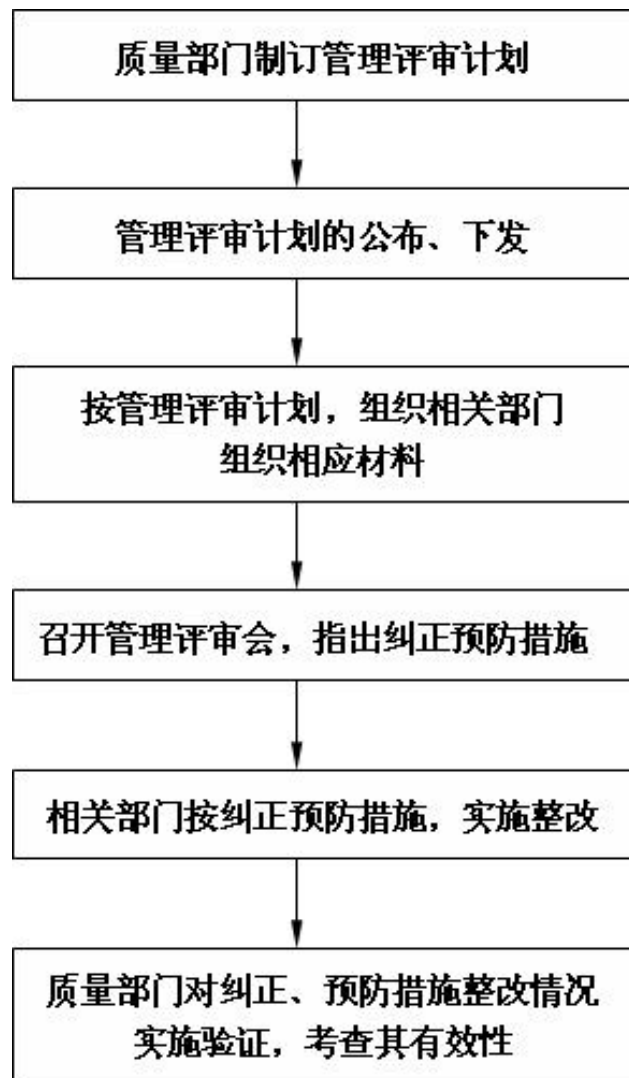 质量部门制订管理评审计划
管理评审计划的公布、下发
按管理评审计划，组织相关部门
组织相应材料
召开管理评审会，指出纠正预防措施
相关部门按纠正预防措施，实施整改
质量部门对纠正、预防措施整改情况
实施验证，考查其有效性